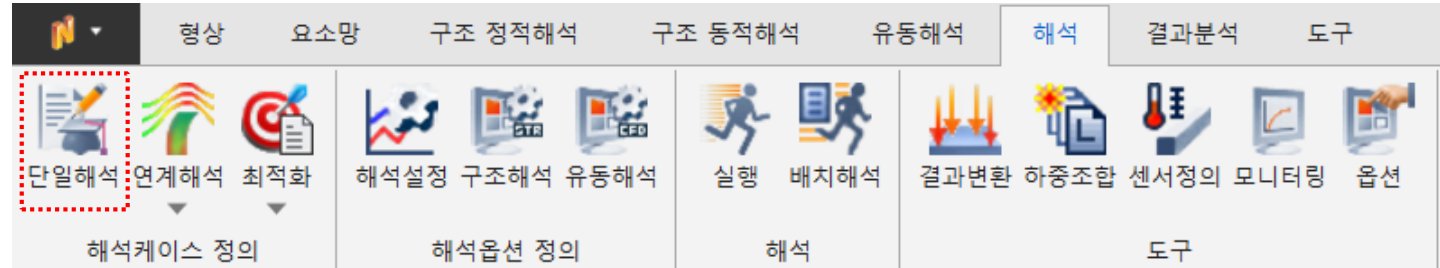 형상 요소망 구조 정적해석 구조 동적해석 유동해석 해석 결과분석 도구
단일해석 연계해석 최적화 해석설정 구조해석 유동해석 실행 배치해석 결과변환 하중조합 센서정의 모니터링 옵션
해석케이스 정의 해석옵션 정의 해석 도구
STR CFD
L